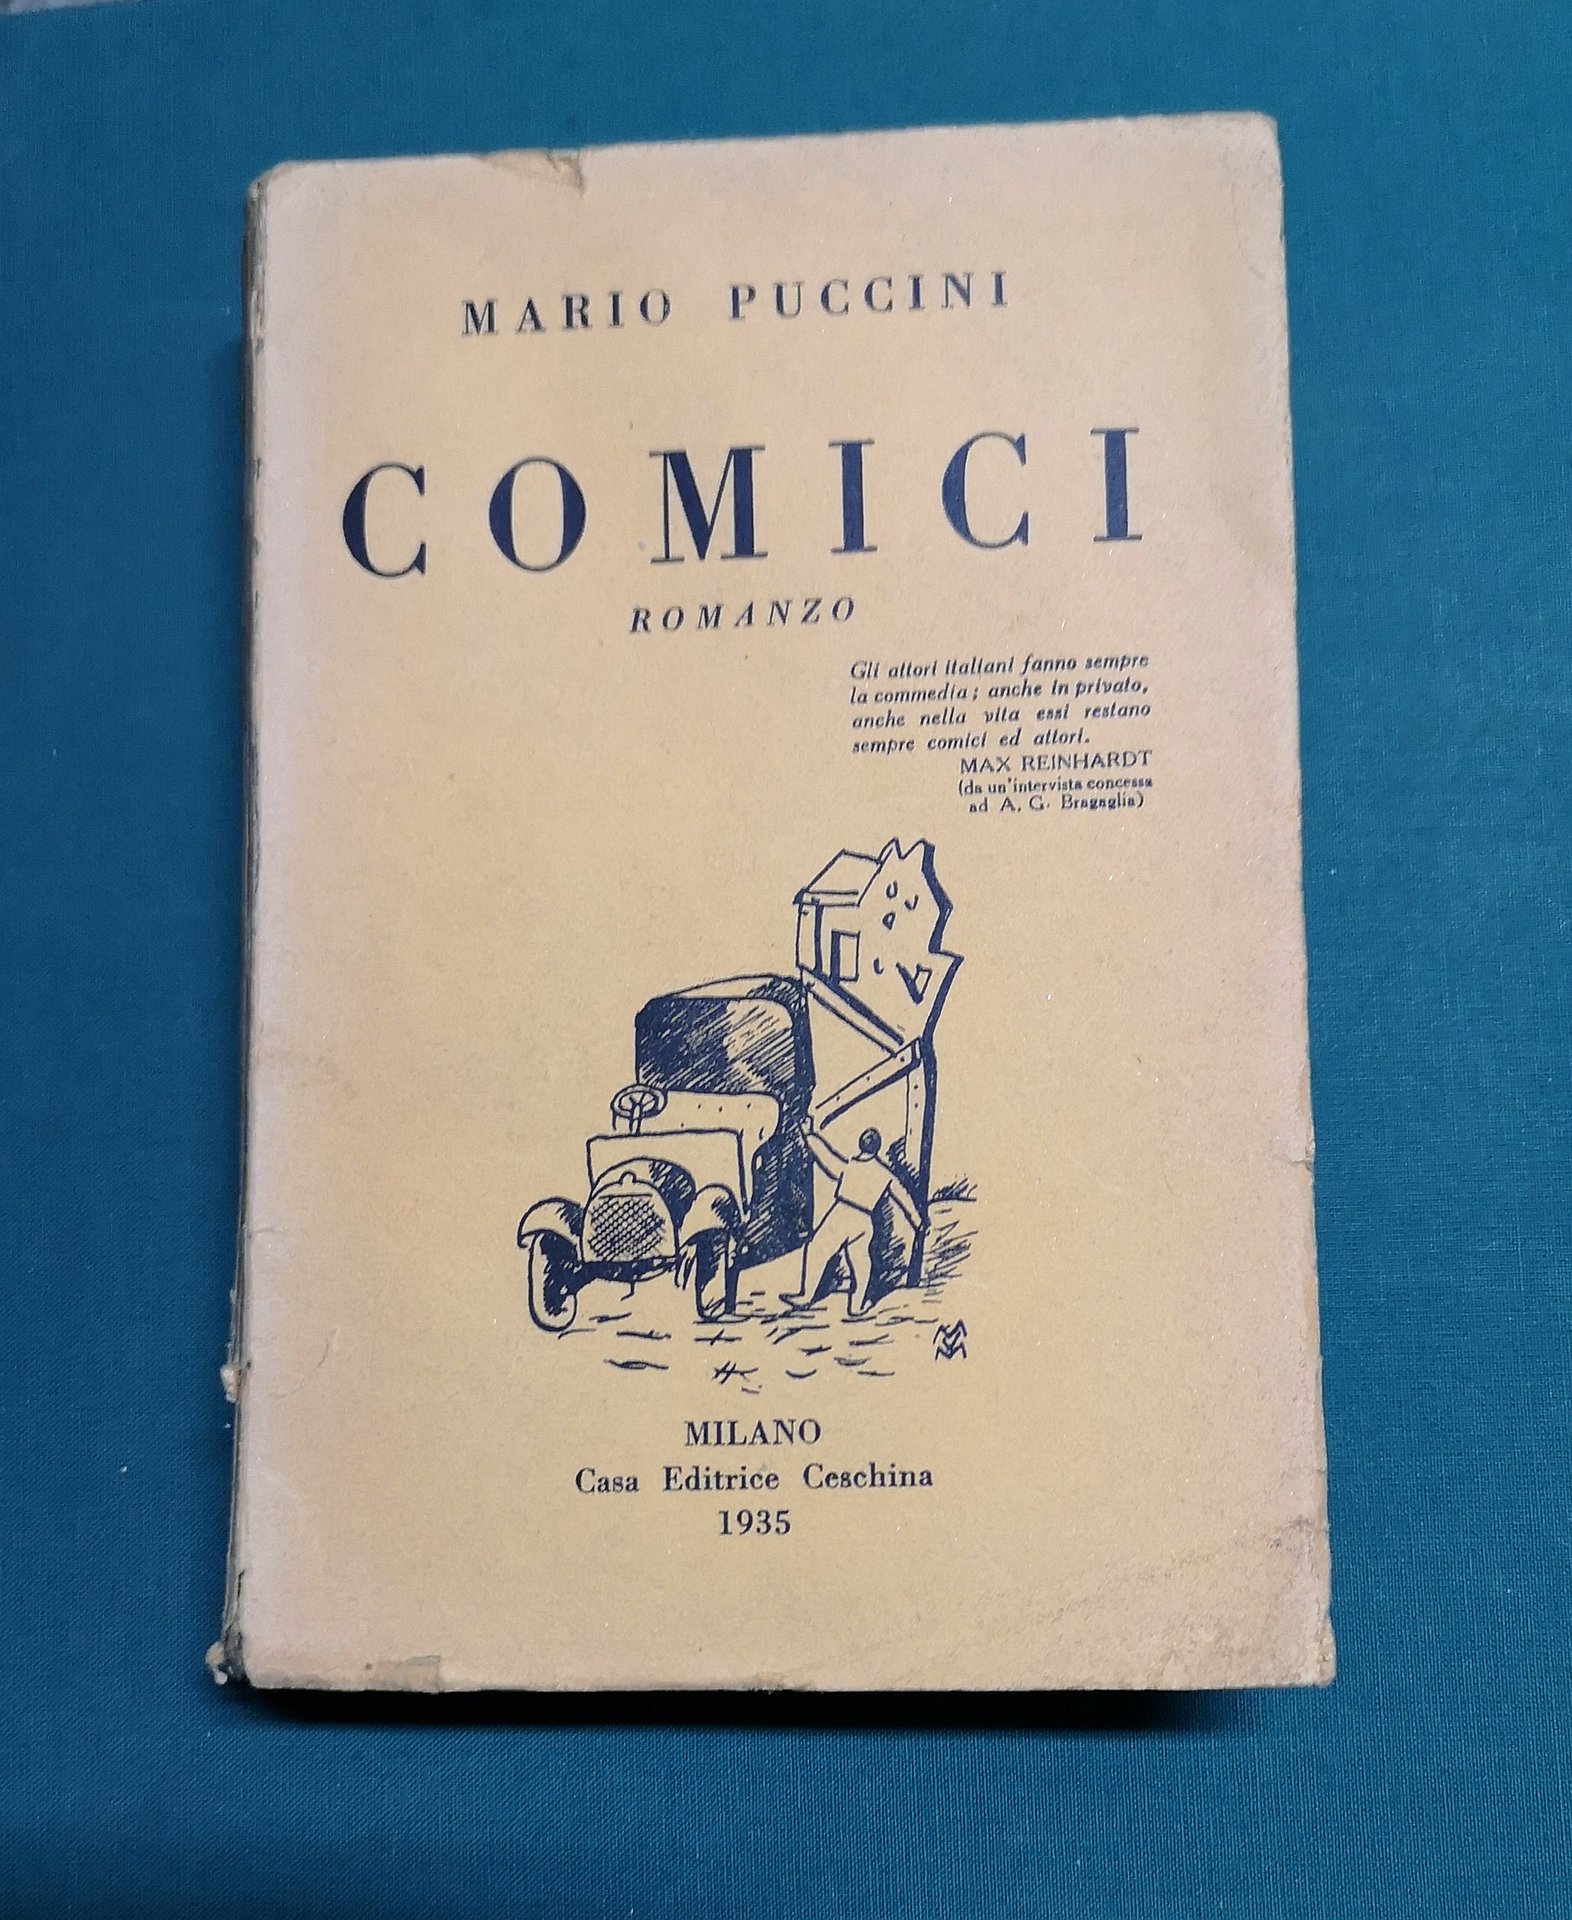 MARIO PUCCINI
COMICI
ROMANZO
Gli attori italiani fanno sempre
la commedia; anche in privato,
anche nella vita essi restano
sempre comici ed attori.
MAX REINHARDT
(da un'intervista concessa
ad A. G. Bragaglia)
MILANO
Casa Editrice Ceschina
1935